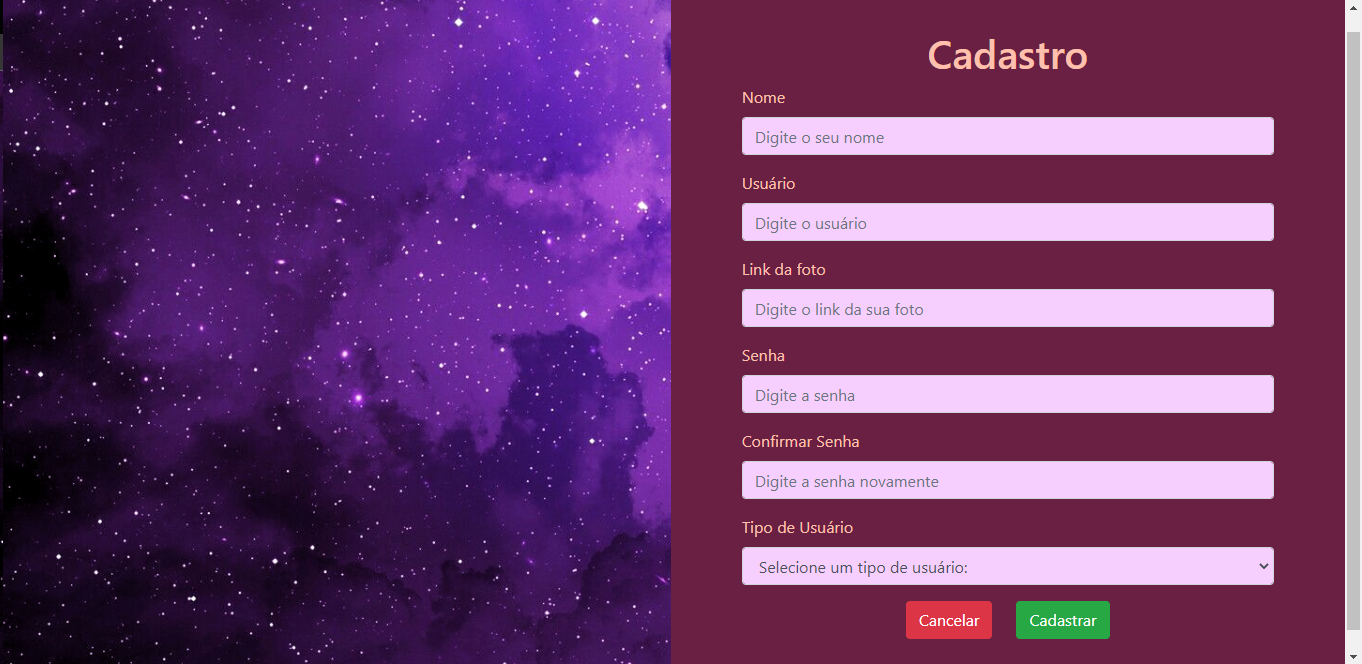 Cadastro
Nome
Digite o seu nome
Usuário
Digite o usuário
Link da foto
Digite o link da sua foto
Senha
Digite a senha
Confirmar Senha
Digite a senha novamente
Tipo de Usuário
Selecione um tipo de usuário:
Cancelar Cadastrar